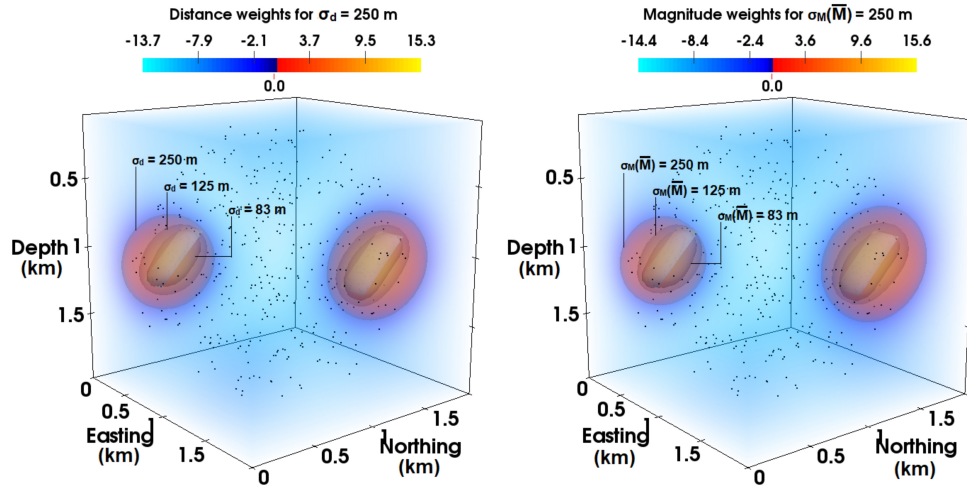 Distance weights for σd = 250 m
-13.7 -7.9 -2.1 3.7 9.5 15.3
0.0
σd = 250 m
σd = 125 m
σd = 83 m
0.5
Depth 1
(km)
1.5
0
0.5
1
Easting
(km)
1.5
0
0.5
1
Northing
(km)
1.5
Magnitude weights for σM(M̅) = 250 m
-14.4 -8.4 -2.4 3.6 9.6 15.6
0.0
σM(M̅) = 250 m
σM(M̅) = 125 m
σM(M̅) = 83 m
0.5
Depth 1
(km)
1.5
0
0.5
1
Easting
(km)
1.5
0
0.5
1
Northing
(km)
1.5